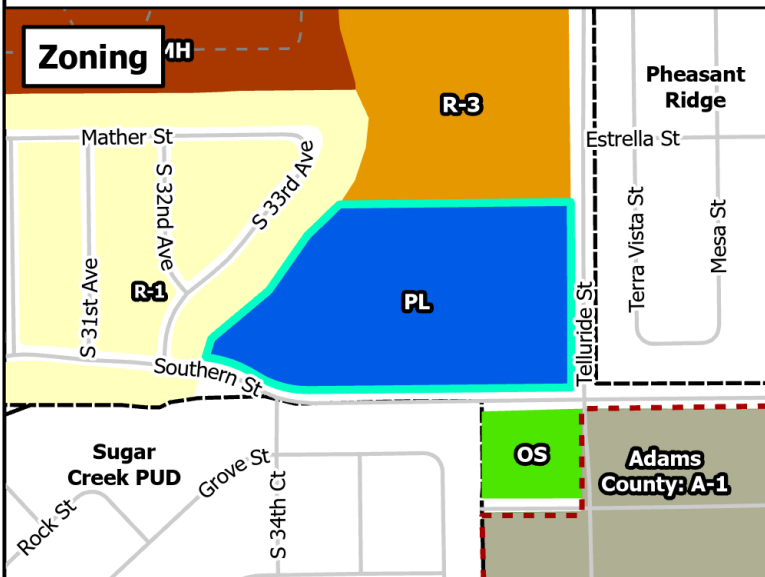 Zoning
MH
R-3
Pheasant
Ridge
Mather St
Estrella St
S 32nd Ave
S 33rd Ave
Terra Vista St
Mesa St
S 31st Ave
R-1
PL
Telluride St
Southern St
Sugar
Creek PUD
Grove St
OS
Adams
County: A-1
Rock St
S 34th Ct